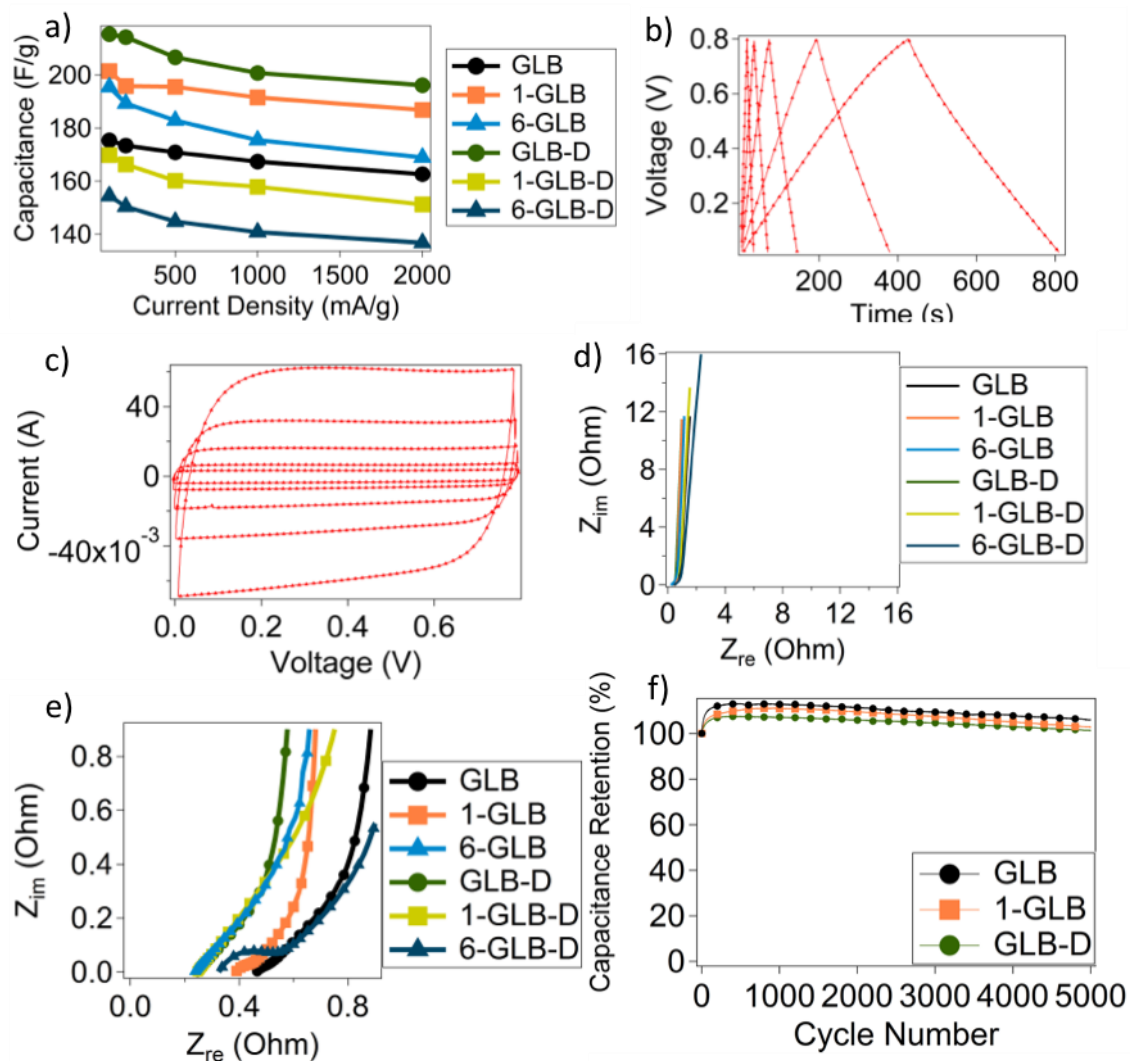 a)
Capacitance (F/g)
200
180
160
140
500
1000
1500
2000
Current Density (mA/g)
GLB
1-GLB
6-GLB
GLB-D
1-GLB-D
6-GLB-D
b)
Voltage (V)
0.8
0.6
0.4
0.2
200
400
600
800
Time (s)
c)
Current (A)
40
0
-40x10⁻³
0.0
0.2
0.4
0.6
Voltage (V)
d)
Zim (Ohm)
16
12
8
4
0
0
4
8
12
16
Zre (Ohm)
GLB
1-GLB
6-GLB
GLB-D
1-GLB-D
6-GLB-D
e)
Zim (Ohm)
0.8
0.6
0.4
0.2
0.0
0.0
0.4
0.8
Zre (Ohm)
GLB
1-GLB
6-GLB
GLB-D
1-GLB-D
6-GLB-D
f)
Capacitance Retention (%)
100
80
60
40
20
0
0
1000
2000
3000
4000
5000
Cycle Number
GLB
1-GLB
GLB-D